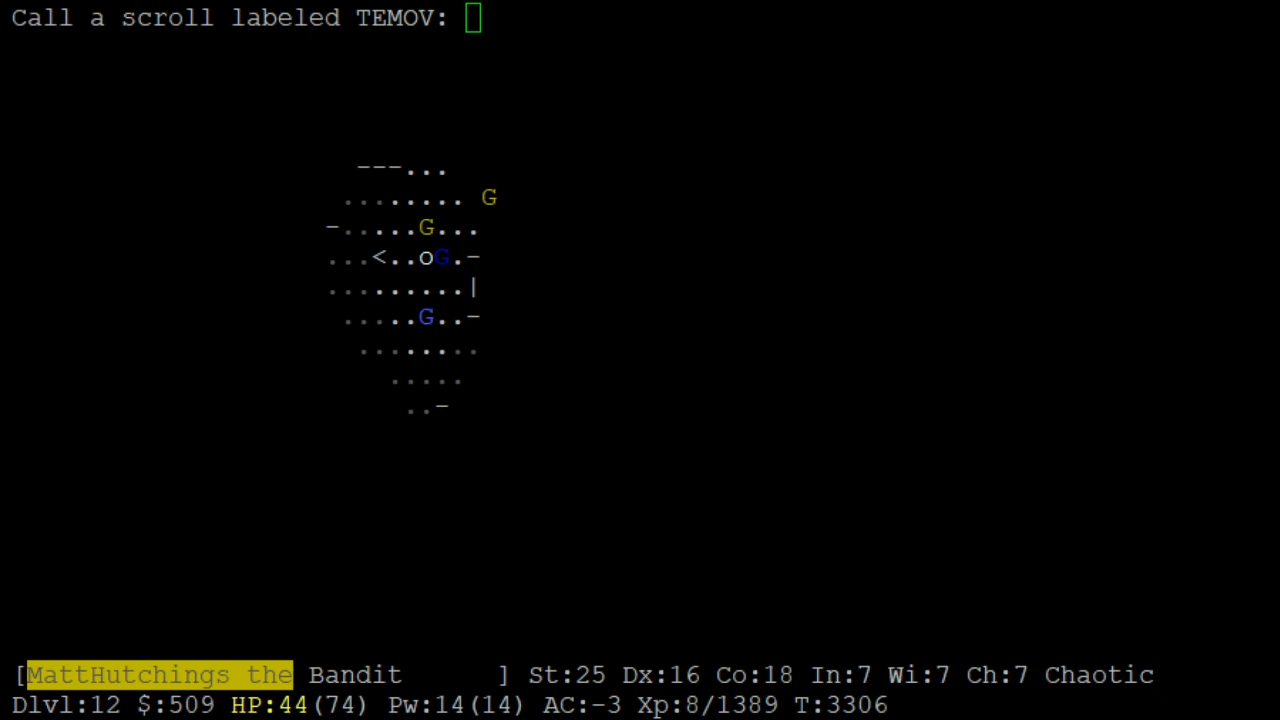 Call a scroll labeled TEMOV:
---...
........ G
-.....G...
...<..oG.-
.........|
.....G..-
........
.....
..-
[MattHutchings the Bandit      ] St:25 Dx:16 Co:18 In:7 Wi:7 Ch:7 Chaotic
Dlvl:12 $:509 HP:44(74) Pw:14(14) AC:-3 Xp:8/1389 T:3306